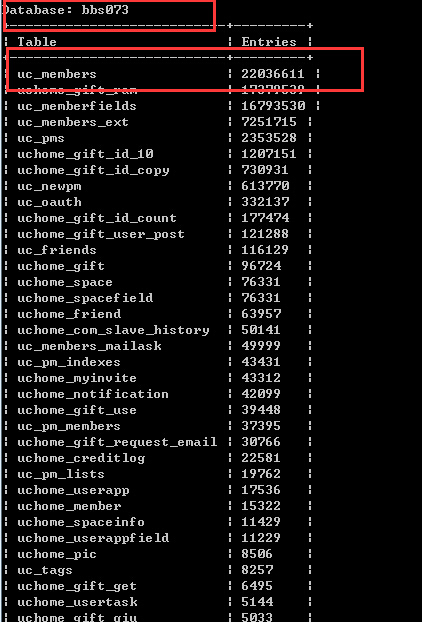 Database: bbs073
+----------------------------+---------+
| Table | Entries |
+----------------------------+---------+
| uc_members | 22036611 |
| uchome_gift_ram | 17379539 |
| uc_memberfields | 16793530 |
| uc_members_ext | 7251715 |
| uc_pms | 2353528 |
| uchome_gift_id_10 | 1207151 |
| uchome_gift_id_copy | 730931 |
| uc_newpm | 613770 |
| uc_oauth | 332137 |
| uchome_gift_id_count | 177474 |
| uchome_gift_user_post | 121288 |
| uc_friends | 116129 |
| uchome_gift | 96724 |
| uchome_space | 76331 |
| uchome_spacefield | 76331 |
| uchome_friend | 63957 |
| uchome_com_slave_history | 50141 |
| uc_members_mailask | 49999 |
| uc_pm_indexes | 43431 |
| uchome_myinvite | 43312 |
| uchome_notification | 42099 |
| uchome_gift_use | 39448 |
| uc_pm_members | 37395 |
| uchome_gift_request_email | 30766 |
| uchome_creditlog | 22581 |
| uc_pm_lists | 19762 |
| uchome_userapp | 17536 |
| uchome_member | 15322 |
| uchome_spaceinfo | 11429 |
| uchome_userappfield | 11229 |
| uchome_pic | 8506 |
| uc_tags | 8257 |
| uchome_gift_get | 6495 |
| uchome_usertask | 5144 |
| uchome_gift_giu | 5033 |